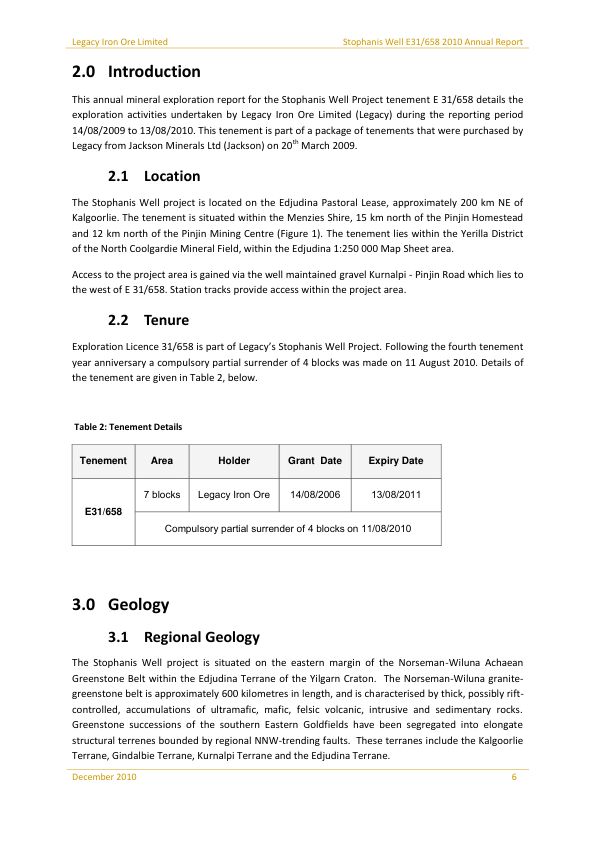 Legacy Iron Ore Limited Stophanis Well E31/658 2010 Annual Report
2.0 Introduction
This annual mineral exploration report for the Stophanis Well Project tenement E 31/658 details the
exploration activities undertaken by Legacy Iron Ore Limited (Legacy) during the reporting period
14/08/2009 to 13/08/2010. This tenement is part of a package of tenements that were purchased by
Legacy from Jackson Minerals Ltd (Jackson) on 20th March 2009.
2.1 Location
The Stophanis Well project is located on the Edjudina Pastoral Lease, approximately 200 km NE of
Kalgoorlie. The tenement is situated within the Menzies Shire, 15 km north of the Pinjin Homestead
and 12 km north of the Pinjin Mining Centre (Figure 1). The tenement lies within the Yerilla District
of the North Coolgardie Mineral Field, within the Edjudina 1:250 000 Map Sheet area.
Access to the project area is gained via the well maintained gravel Kurnalpi - Pinjin Road which lies to
the west of E 31/658. Station tracks provide access within the project area.
2.2 Tenure
Exploration Licence 31/658 is part of Legacy's Stophanis Well Project. Following the fourth tenement
year anniversary a compulsory partial surrender of 4 blocks was made on 11 August 2010. Details of
the tenement are given in Table 2, below.
Table 2: Tenement Details
Tenement Area Holder Grant Date Expiry Date
E31/658
7 blocks Legacy Iron Ore 14/08/2006 13/08/2011
Compulsory partial surrender of 4 blocks on 11/08/2010
3.0 Geology
3.1 Regional Geology
The Stophanis Well project is situated on the eastern margin of the Norseman-Wiluna Achaean
Greenstone Belt within the Edjudina Terrane of the Yilgarn Craton. The Norseman-Wiluna granite-
greenstone belt is approximately 600 kilometres in length, and is characterised by thick, possibly rift-
controlled, accumulations of ultramafic, mafic, felsic volcanic, intrusive and sedimentary rocks.
Greenstone successions of the southern Eastern Goldfields have been segregated into elongate
structural terrenes bounded by regional NNW-trending faults. These terranes include the Kalgoorlie
Terrane, Gindalbie Terrane, Kurnalpi Terrane and the Edjudina Terrane.
December 2010 6